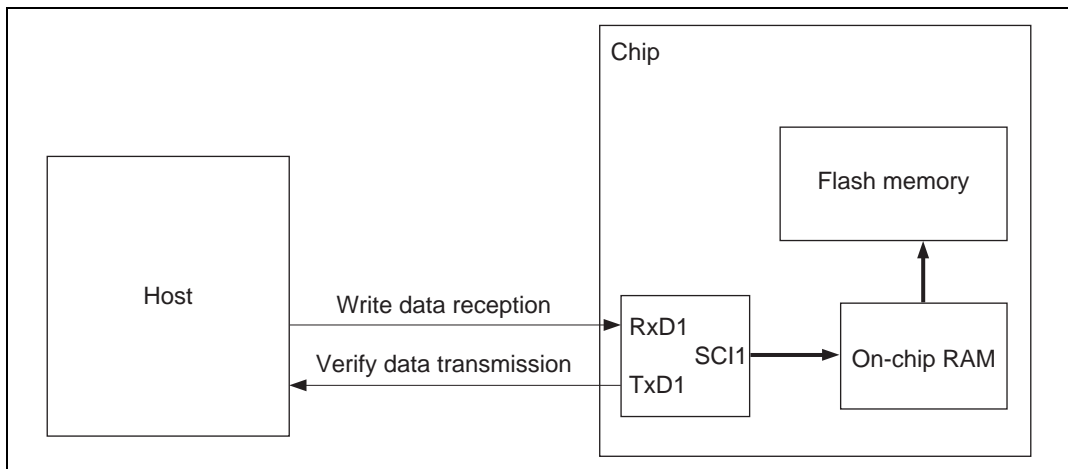 Chip
Flash memory
Host
Write data reception
RxD1
SCI1
On-chip RAM
Verify data transmission
TxD1